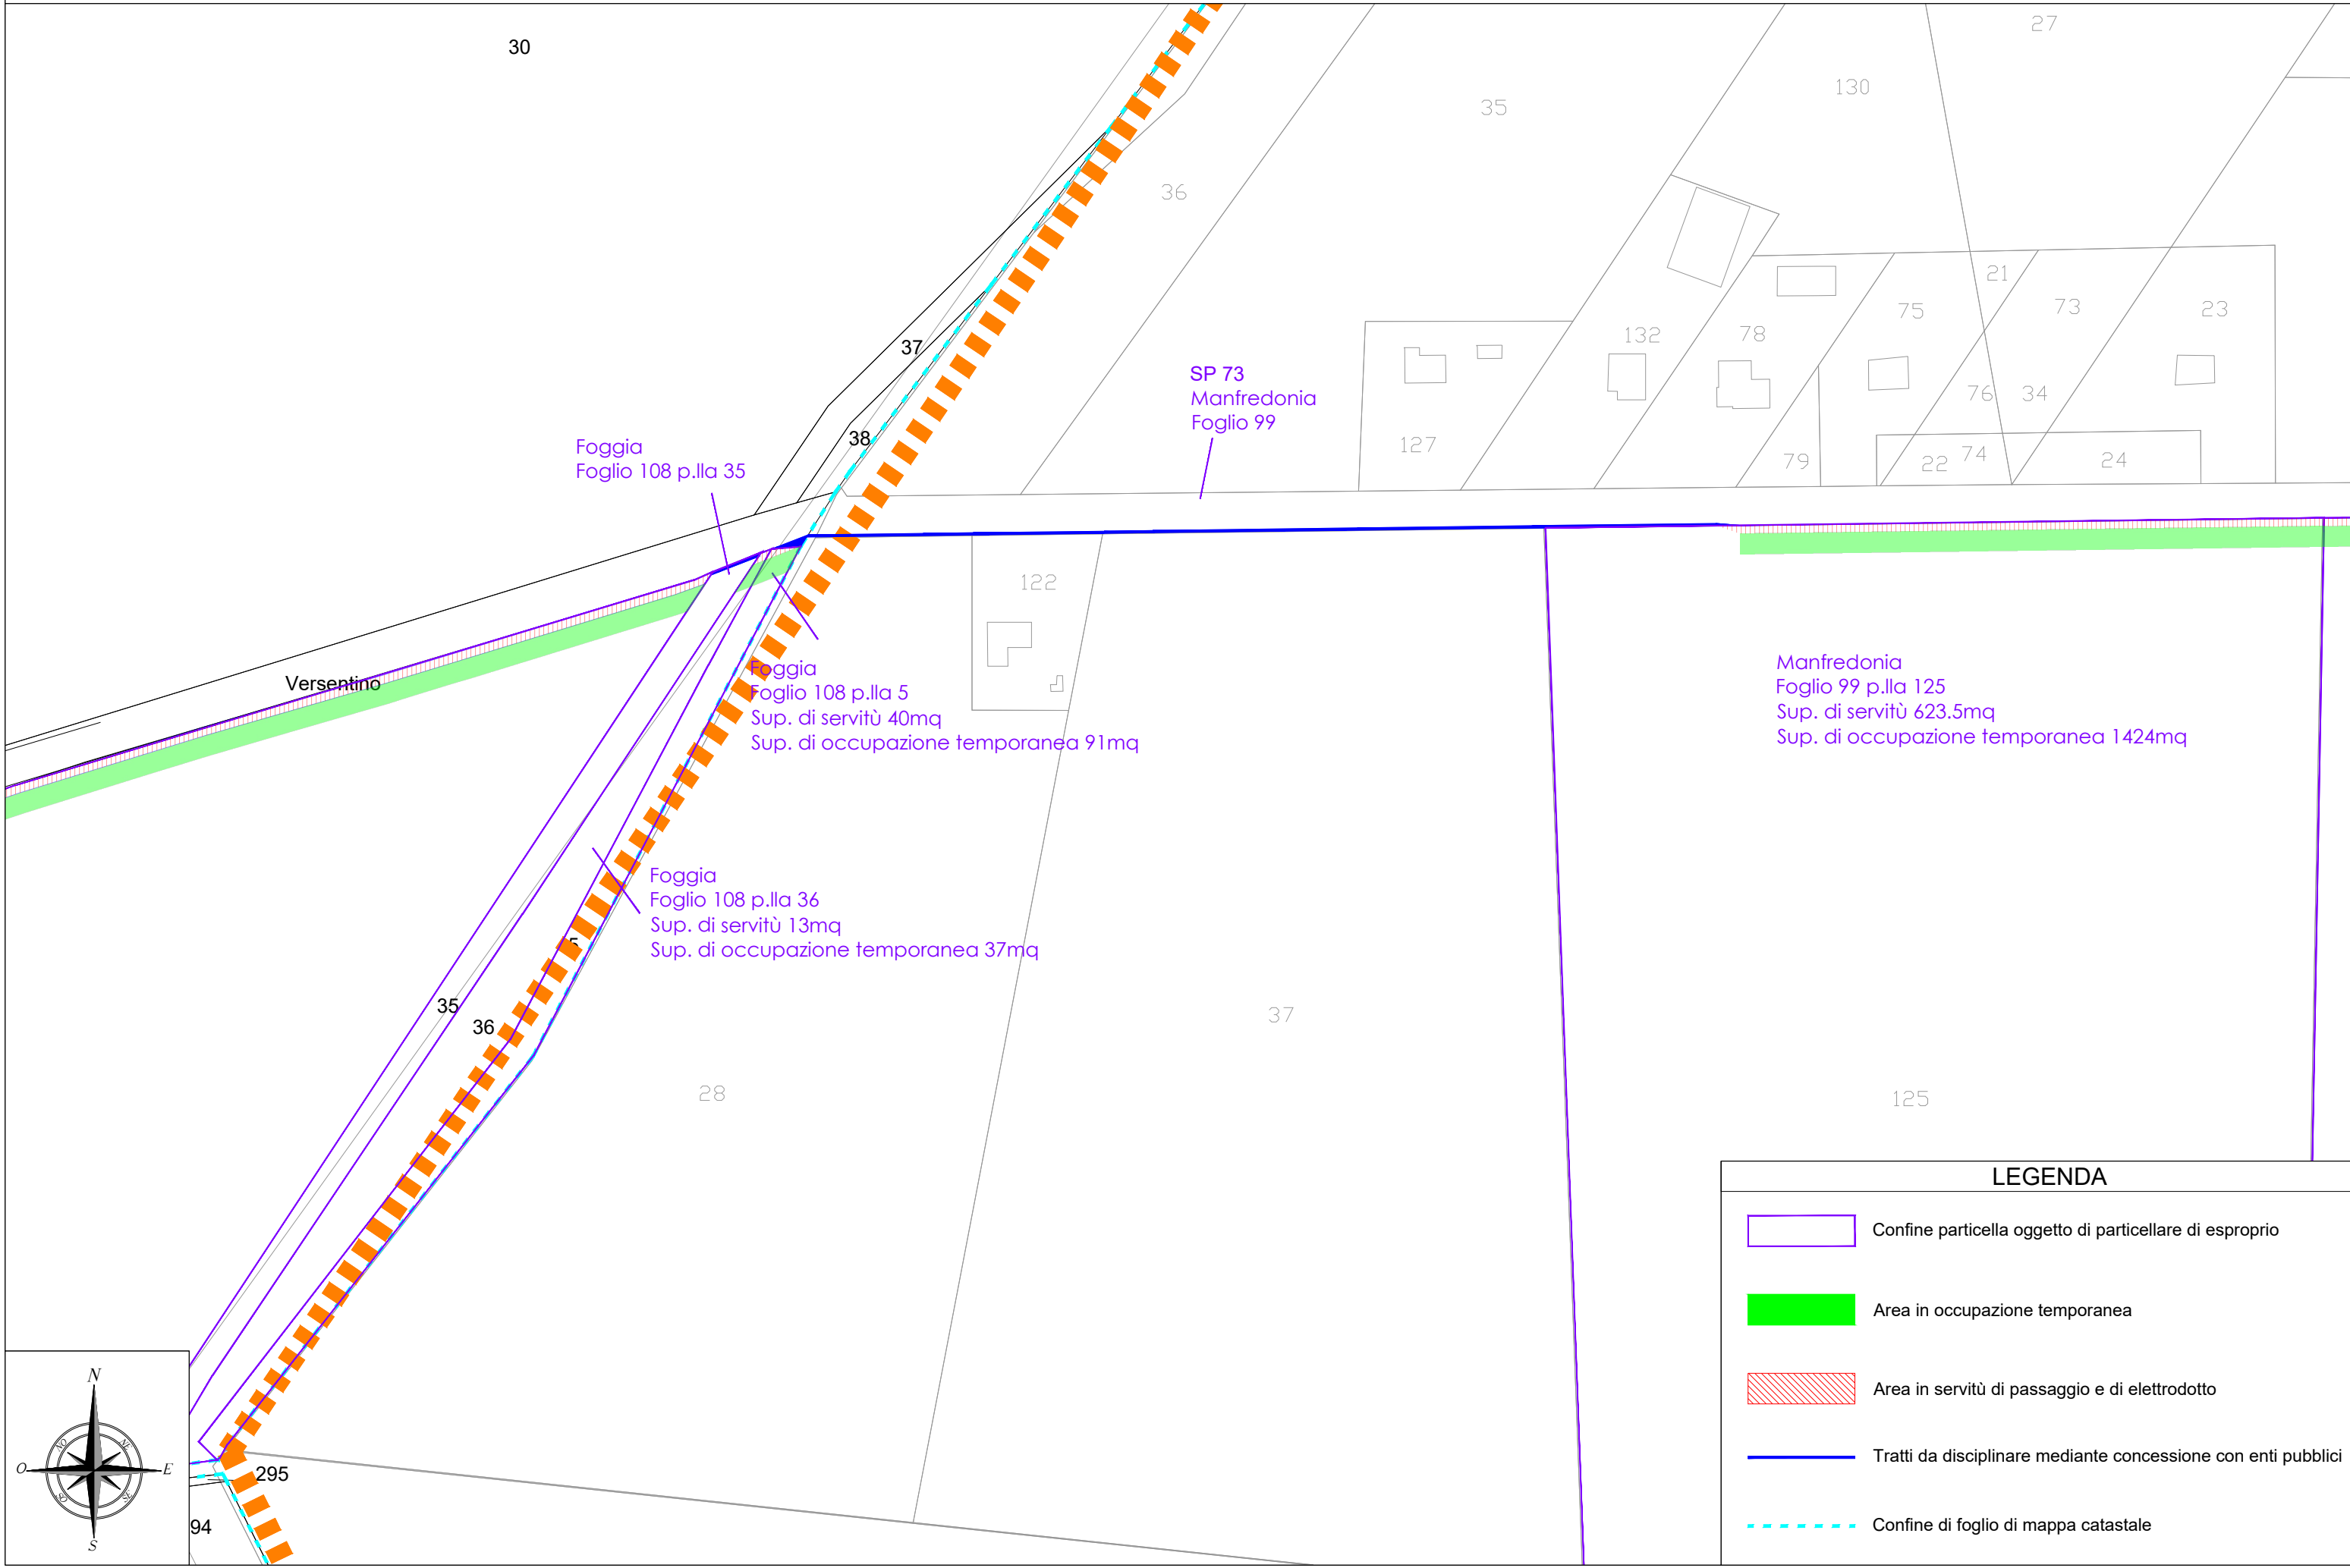 30
27
130
35
36
21
75
73
23
132
78
37
SP 73
Manfredonia
Foglio 99
76
34
38
127
Foggia
Foglio 108 p.lla 35
79
22
74
24
122
Versentino
Foggia
Foglio 108 p.lla 5
Sup. di servitù 40mq
Sup. di occupazione temporanea 91mq
Manfredonia
Foglio 99 p.lla 125
Sup. di servitù 623.5mq
Sup. di occupazione temporanea 1424mq
Foggia
Foglio 108 p.lla 36
Sup. di servitù 13mq
Sup. di occupazione temporanea 37mq
5
35
36
37
28
125
295
94
LEGENDA
Confine particella oggetto di particellare di esproprio
Area in occupazione temporanea
Area in servitù di passaggio e di elettrodotto
Tratti da disciplinare mediante concessione con enti pubblici
Confine di foglio di mappa catastale
N
NO
NE
O
E
SO
SE
S